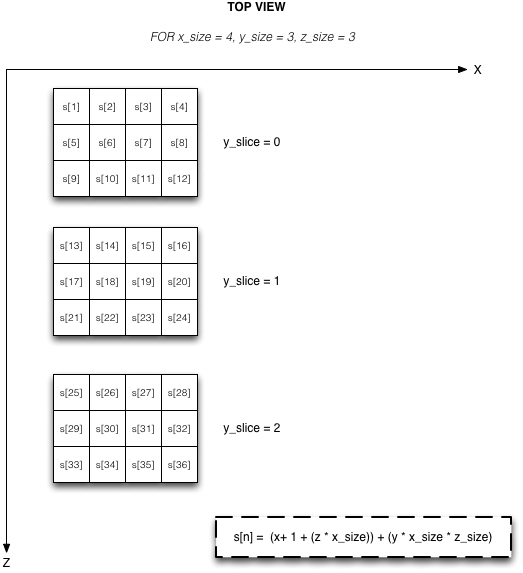 TOP VIEW
FOR x_size = 4, y_size = 3, z_size = 3
X
s[1] s[2] s[3] s[4]
s[5] s[6] s[7] s[8]
y_slice = 0
s[9] s[10] s[11] s[12]
s[13] s[14] s[15] s[16]
s[17] s[18] s[19] s[20]
y_slice = 1
s[21] s[22] s[23] s[24]
s[25] s[26] s[27] s[28]
s[29] s[30] s[31] s[32]
y_slice = 2
s[33] s[34] s[35] s[36]
s[n] = (x+ 1 + (z * x_size)) + (y * x_size * z_size)
Z